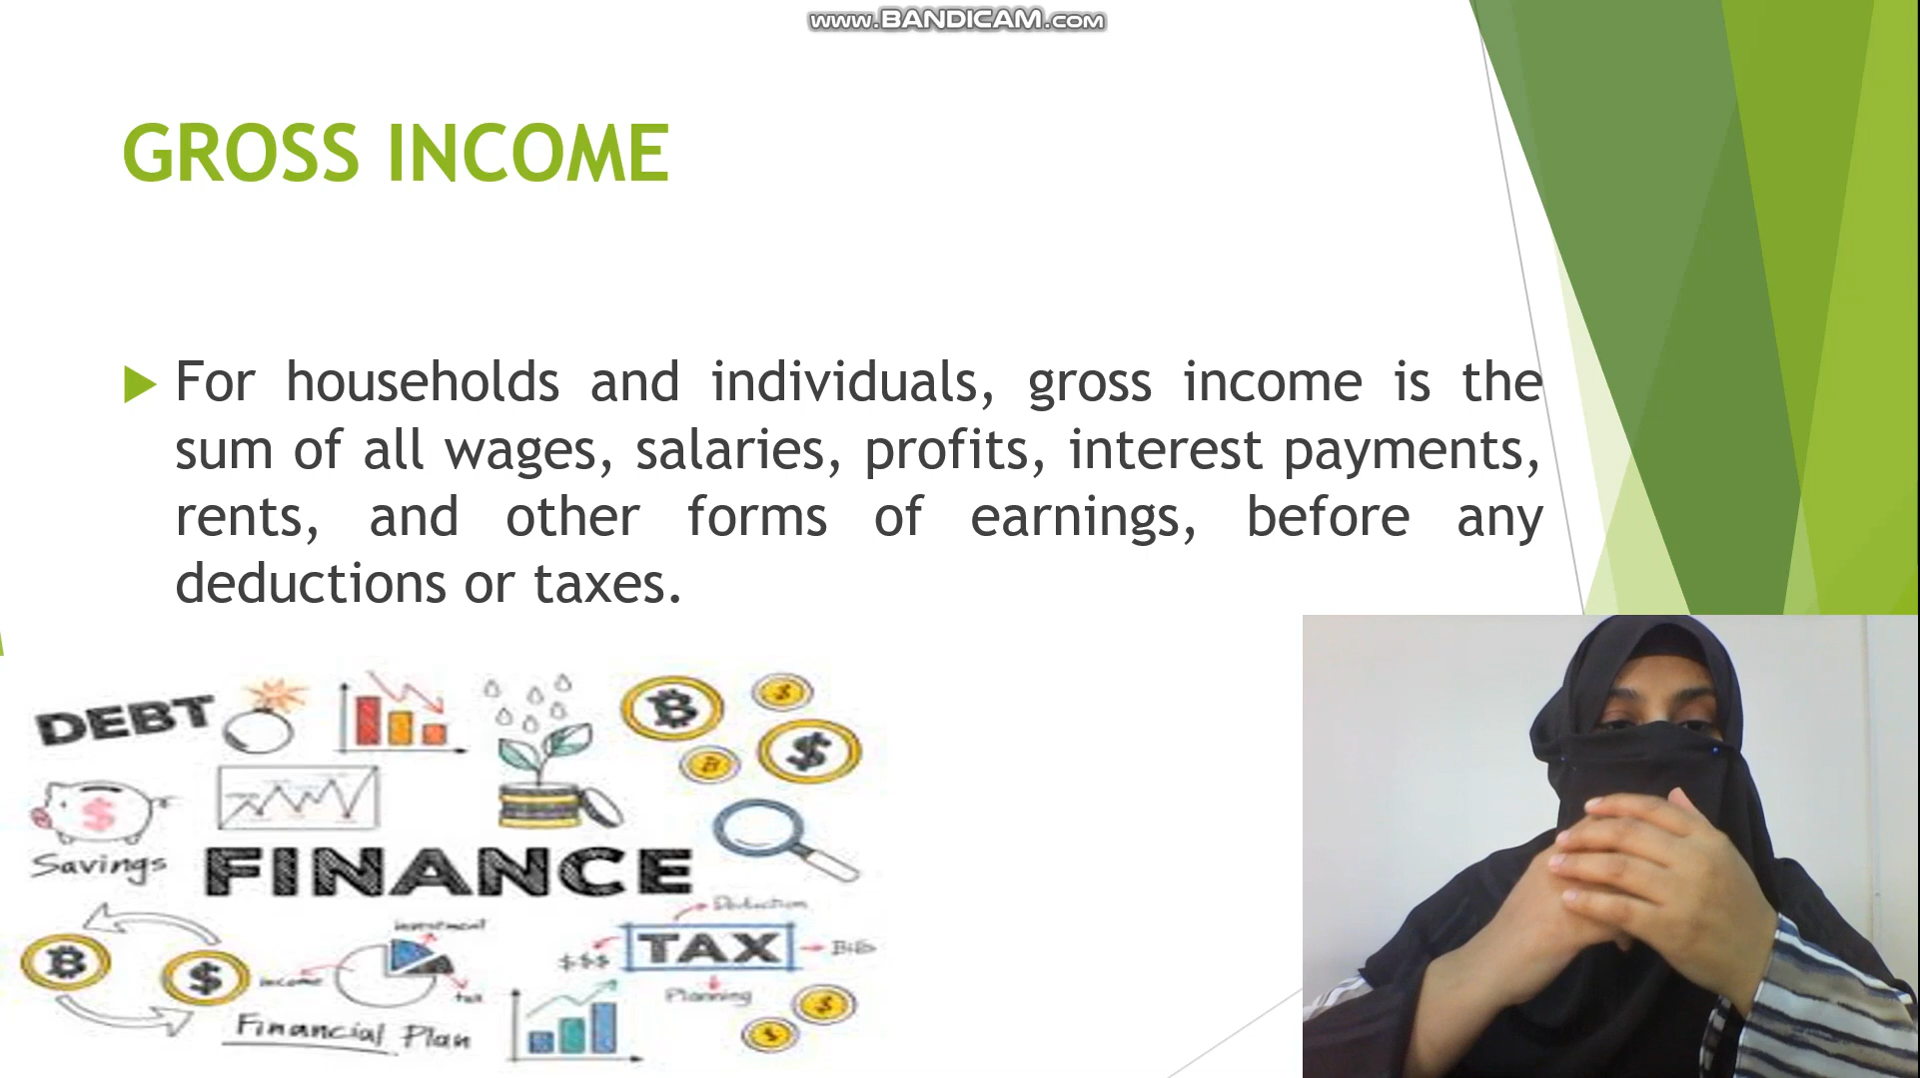 www.BANDICAM.com
GROSS INCOME
For households and individuals, gross income is the
sum of all wages, salaries, profits, interest payments,
rents, and other forms of earnings, before any
deductions or taxes.
DEBT
Savings
FINANCE
Deduction
investment
TAX
$$$
income
tax
Planning
Financial Plan